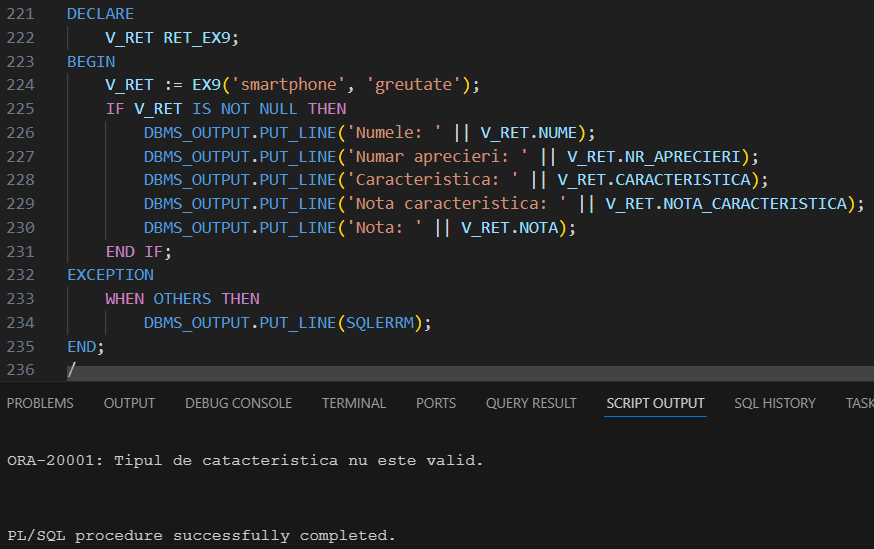 221 DECLARE
222 V_RET RET_EX9;
223 BEGIN
224 V_RET := EX9('smartphone', 'greutate');
225 IF V_RET IS NOT NULL THEN
226 DBMS_OUTPUT.PUT_LINE('Numele: ' || V_RET.NUME);
227 DBMS_OUTPUT.PUT_LINE('Numar aprecieri: ' || V_RET.NR_APRECIERI);
228 DBMS_OUTPUT.PUT_LINE('Caracteristica: ' || V_RET.CARACTERISTICA);
229 DBMS_OUTPUT.PUT_LINE('Nota caracteristica: ' || V_RET.NOTA_CARACTERISTICA);
230 DBMS_OUTPUT.PUT_LINE('Nota: ' || V_RET.NOTA);
231 END IF;
232 EXCEPTION
233 WHEN OTHERS THEN
234 DBMS_OUTPUT.PUT_LINE(SQLERRM);
235 END;
236 /
PROBLEMS OUTPUT DEBUG CONSOLE TERMINAL PORTS QUERY RESULT SCRIPT OUTPUT SQL HISTORY TASK
ORA-20001: Tipul de catacteristica nu este valid.
PL/SQL procedure successfully completed.